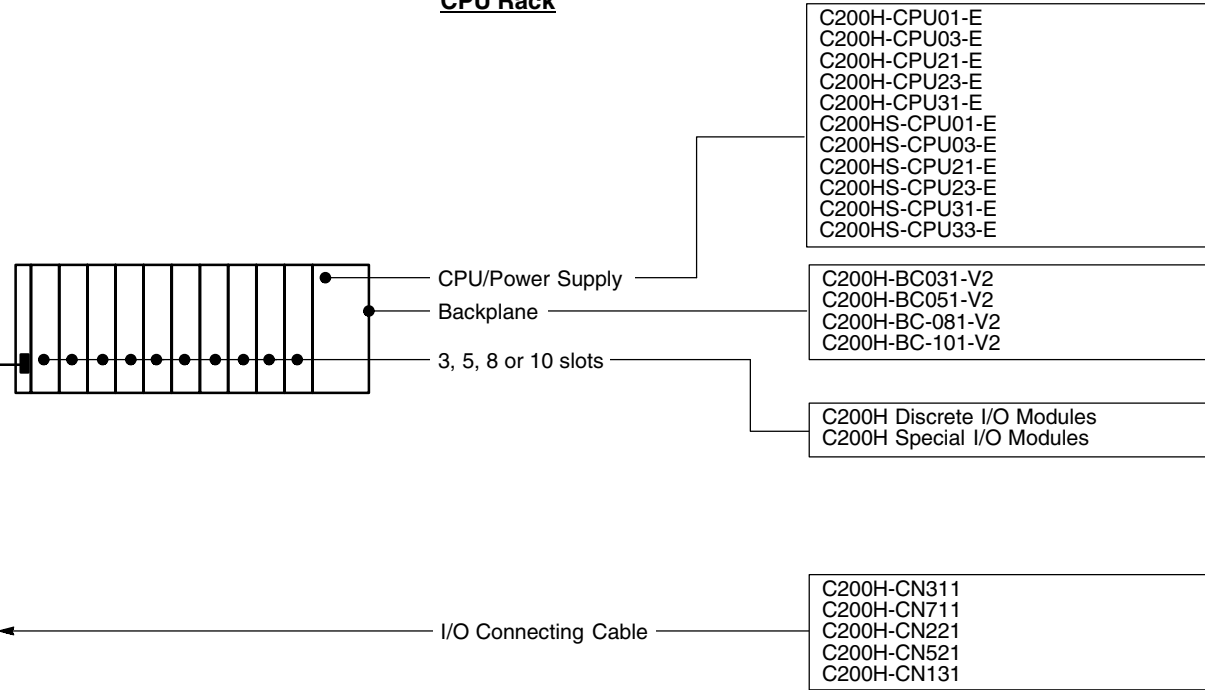 CPU Rack
C200H-CPU01-E
C200H-CPU03-E
C200H-CPU21-E
C200H-CPU23-E
C200H-CPU31-E
C200HS-CPU01-E
C200HS-CPU03-E
C200HS-CPU21-E
C200HS-CPU23-E
C200HS-CPU31-E
C200HS-CPU33-E
CPU/Power Supply
Backplane
3, 5, 8 or 10 slots
C200H-BC031-V2
C200H-BC051-V2
C200H-BC-081-V2
C200H-BC-101-V2
C200H Discrete I/O Modules
C200H Special I/O Modules
I/O Connecting Cable
C200H-CN311
C200H-CN711
C200H-CN221
C200H-CN521
C200H-CN131